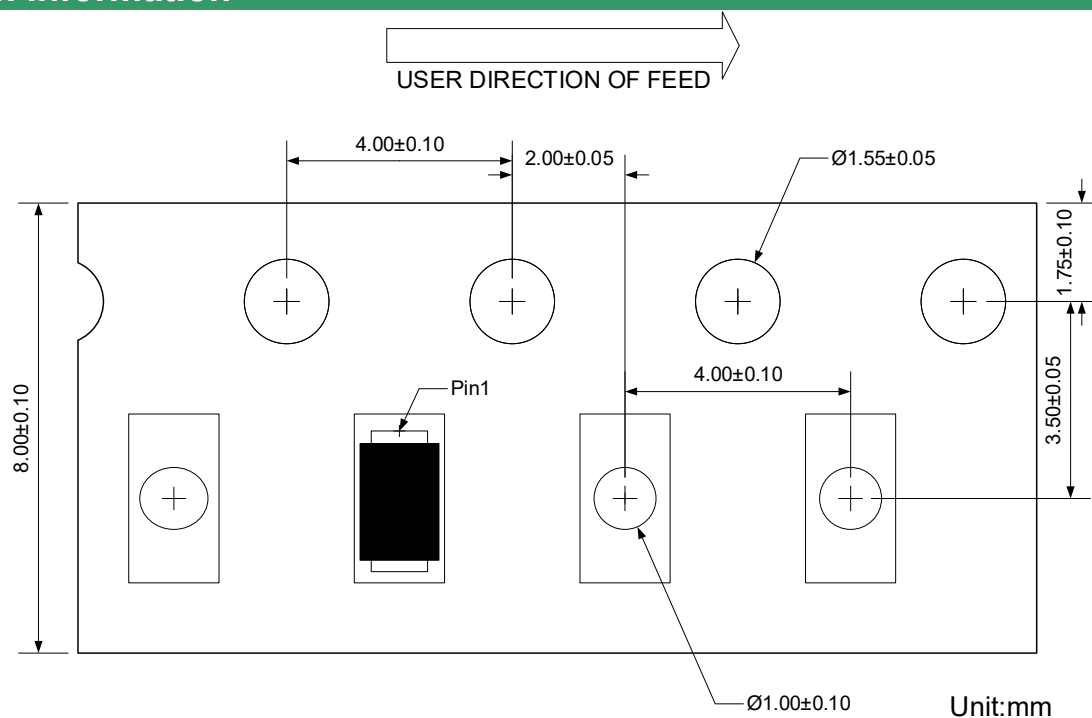 Information
USER DIRECTION OF FEED
4.00±0.10
2.00±0.05
Ø1.55±0.05
1.75±0.10
4.00±0.10
Pin1
3.50±0.05
8.00±0.10
Ø1.00±0.10
Unit:mm